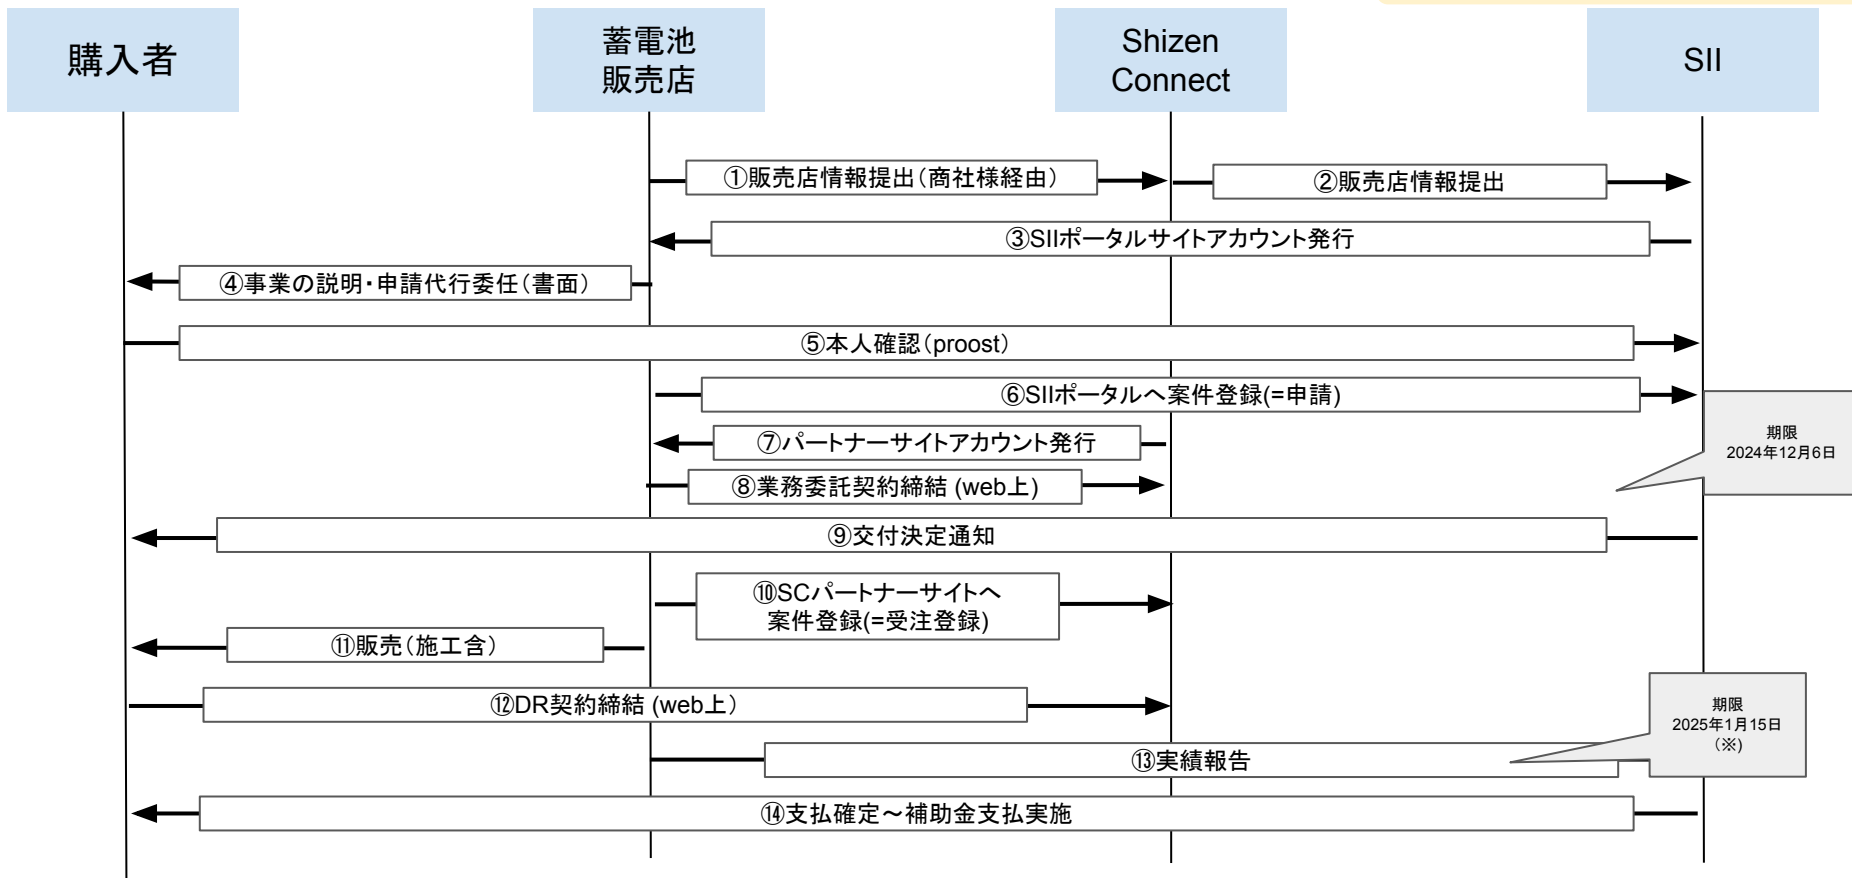 購入者
蓄電池
販売店
Shizen
Connect
SII
①販売店情報提出（商社様経由）
②販売店情報提出
③SIIポータルサイトアカウント発行
④事業の説明・申請代行委任（書面）
⑤本人確認（proost）
⑥SIIポータルへ案件登録(=申請)
期限
2024年12月6日
⑦パートナーサイトアカウント発行
⑧業務委託契約締結 (web上)
⑨交付決定通知
⑩SCパートナーサイトへ
案件登録(=受注登録)
⑪販売（施工含）
⑫DR契約締結 (web上）
期限
2025年1月15日
（※)
⑬実績報告
⑭支払確定～補助金支払実施